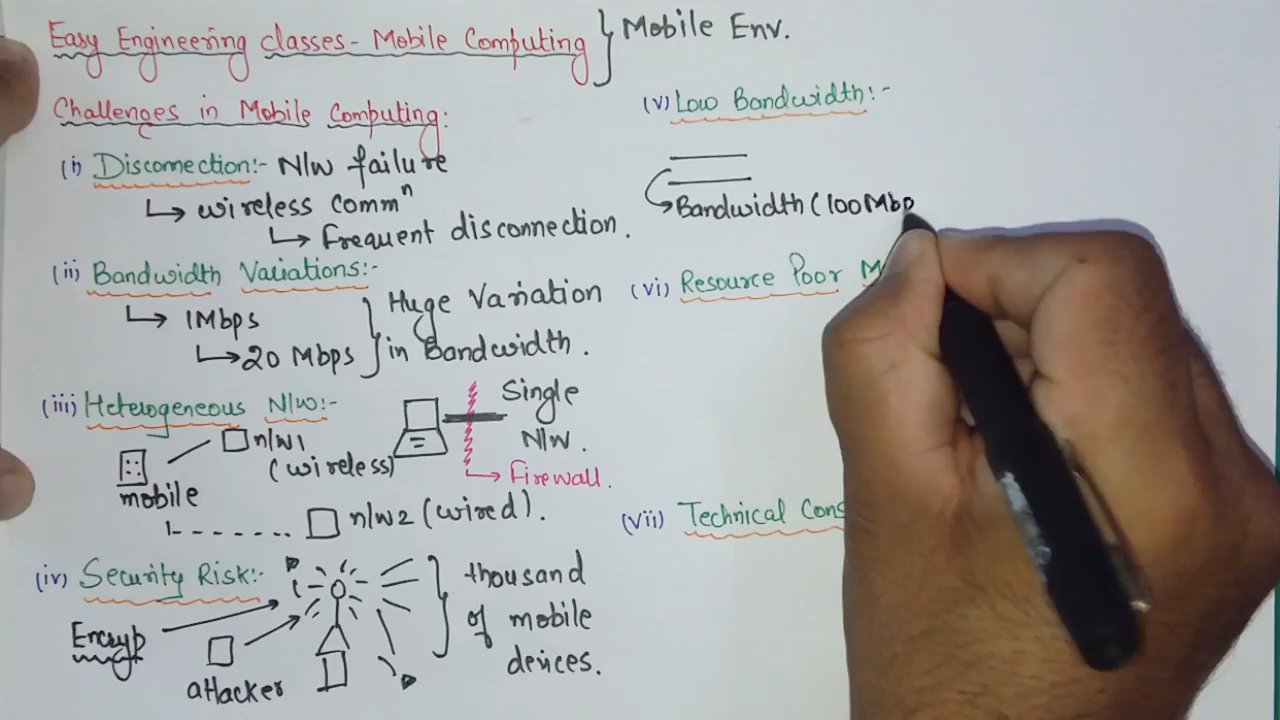 Easy Engineering classes - Mobile Computing } Mobile Env.
Challenges in Mobile Computing:
(i) Disconnection:- N/W failure
↳ wireless commⁿ
↳ frequent disconnection.
(ii) Bandwidth Variations:-
↳ 1Mbps
↳ 20 Mbps
} Huge Variation
in Bandwidth.
(iii) Heterogeneous N/W:-
n/w1
(wireless)
mobile
n/w2 (wired).
Single
N/W.
↳ Firewall.
(iv) Security Risk:-
Encryp
attacker
} thousand
of mobile
devices.
(v) Low Bandwidth:-
↳ Bandwidth (100Mbp
(vi) Resource Poor M
(vii) Technical Cons